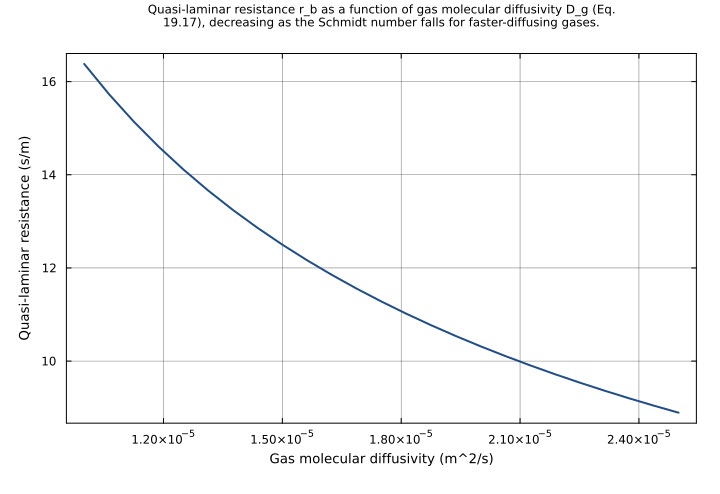 Quasi-laminar resistance r_b as a function of gas molecular diffusivity D_g (Eq.
19.17), decreasing as the Schmidt number falls for faster-diffusing gases.
16
14
12
10
Quasi-laminar resistance (s/m)
1.20×10⁻⁵ 1.50×10⁻⁵ 1.80×10⁻⁵ 2.10×10⁻⁵ 2.40×10⁻⁵
Gas molecular diffusivity (m^2/s)